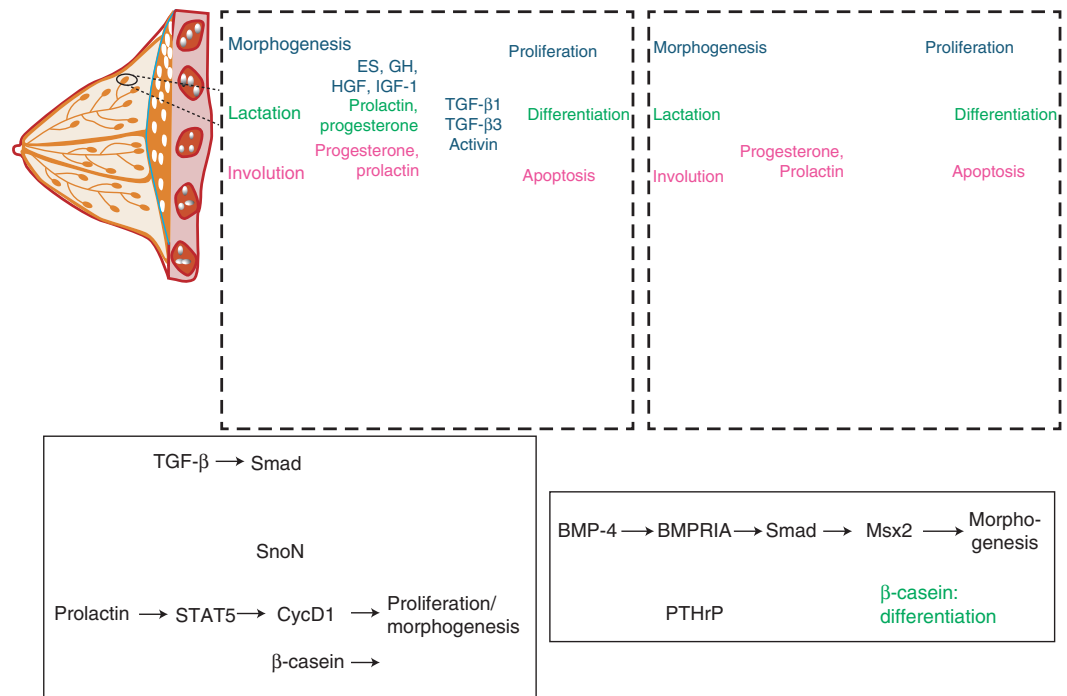 Morphogenesis
ES, GH,
HGF, IGF-1
Proliferation
Lactation
Prolactin,
progesterone
TGF-β1
TGF-β3
Activin
Differentiation
Involution
Progesterone,
prolactin
Apoptosis
Morphogenesis
Proliferation
Lactation
Differentiation
Involution
Progesterone,
Prolactin
Apoptosis
TGF-β → Smad
SnoN
Prolactin → STAT5 → CycD1 → Proliferation/
morphogenesis
β-casein →
BMP-4 → BMPRIA → Smad → Msx2 → Morpho-
genesis
PTHrP
β-casein:
differentiation